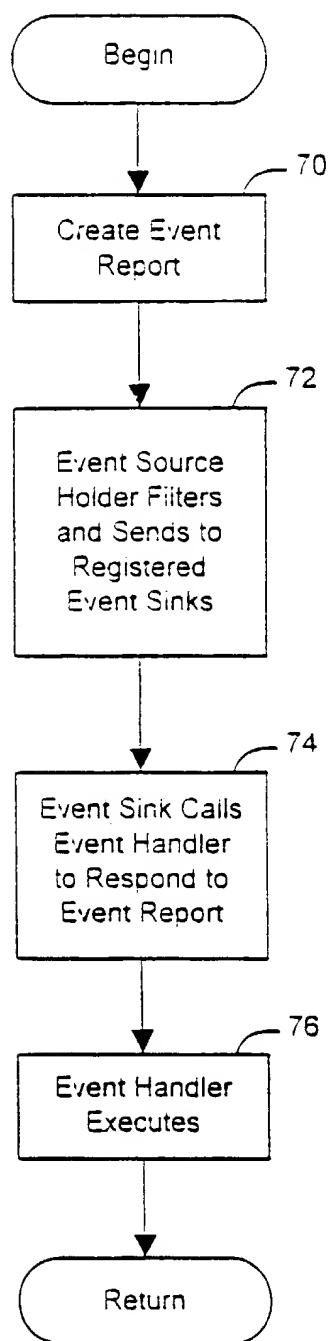 Begin
70
Create Event
Report
72
Event Source
Holder Filters
and Sends to
Registered
Event Sinks
74
Event Sink Calls
Event Handler
to Respond to
Event Report
76
Event Handler
Executes
Return